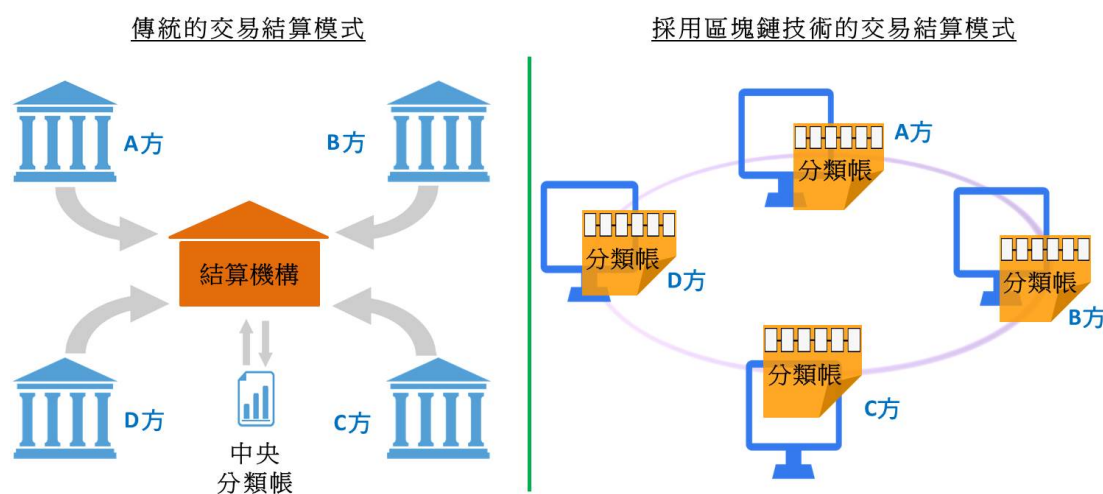 傳統的交易結算模式
A方
B方
結算機構
D方
C方
中央
分類帳
採用區塊鏈技術的交易結算模式
A方
分類帳
分類帳
D方
分類帳
B方
分類帳
C方